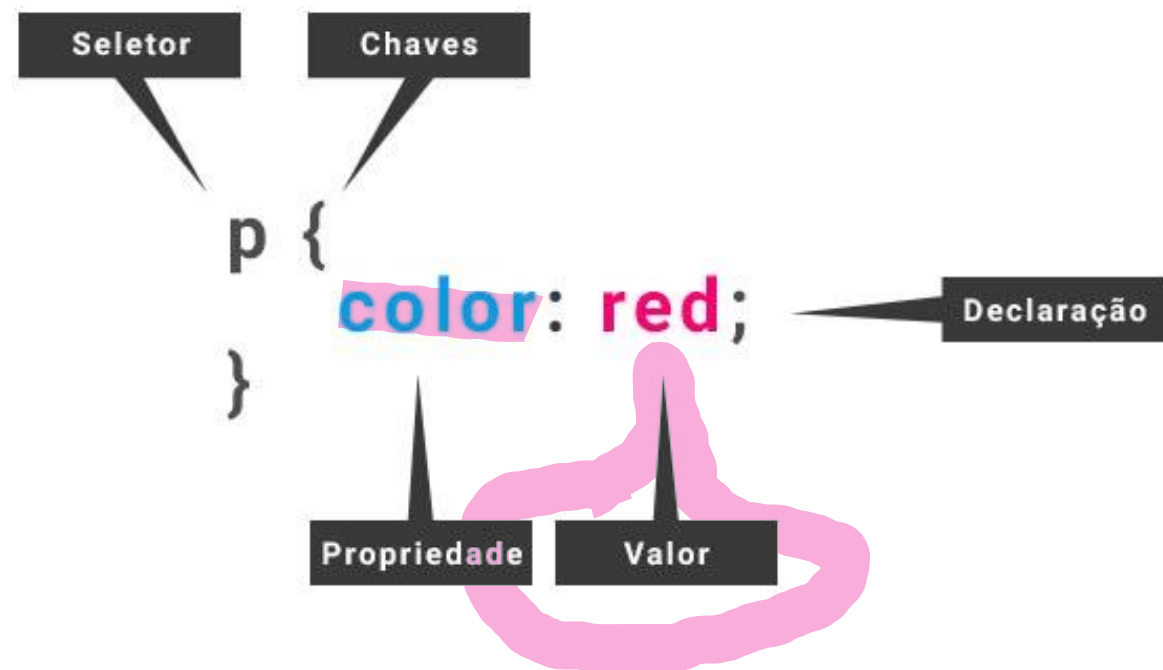 Seletor
Chaves
p {
color: red;
Declaração
}
Propriedade
Valor